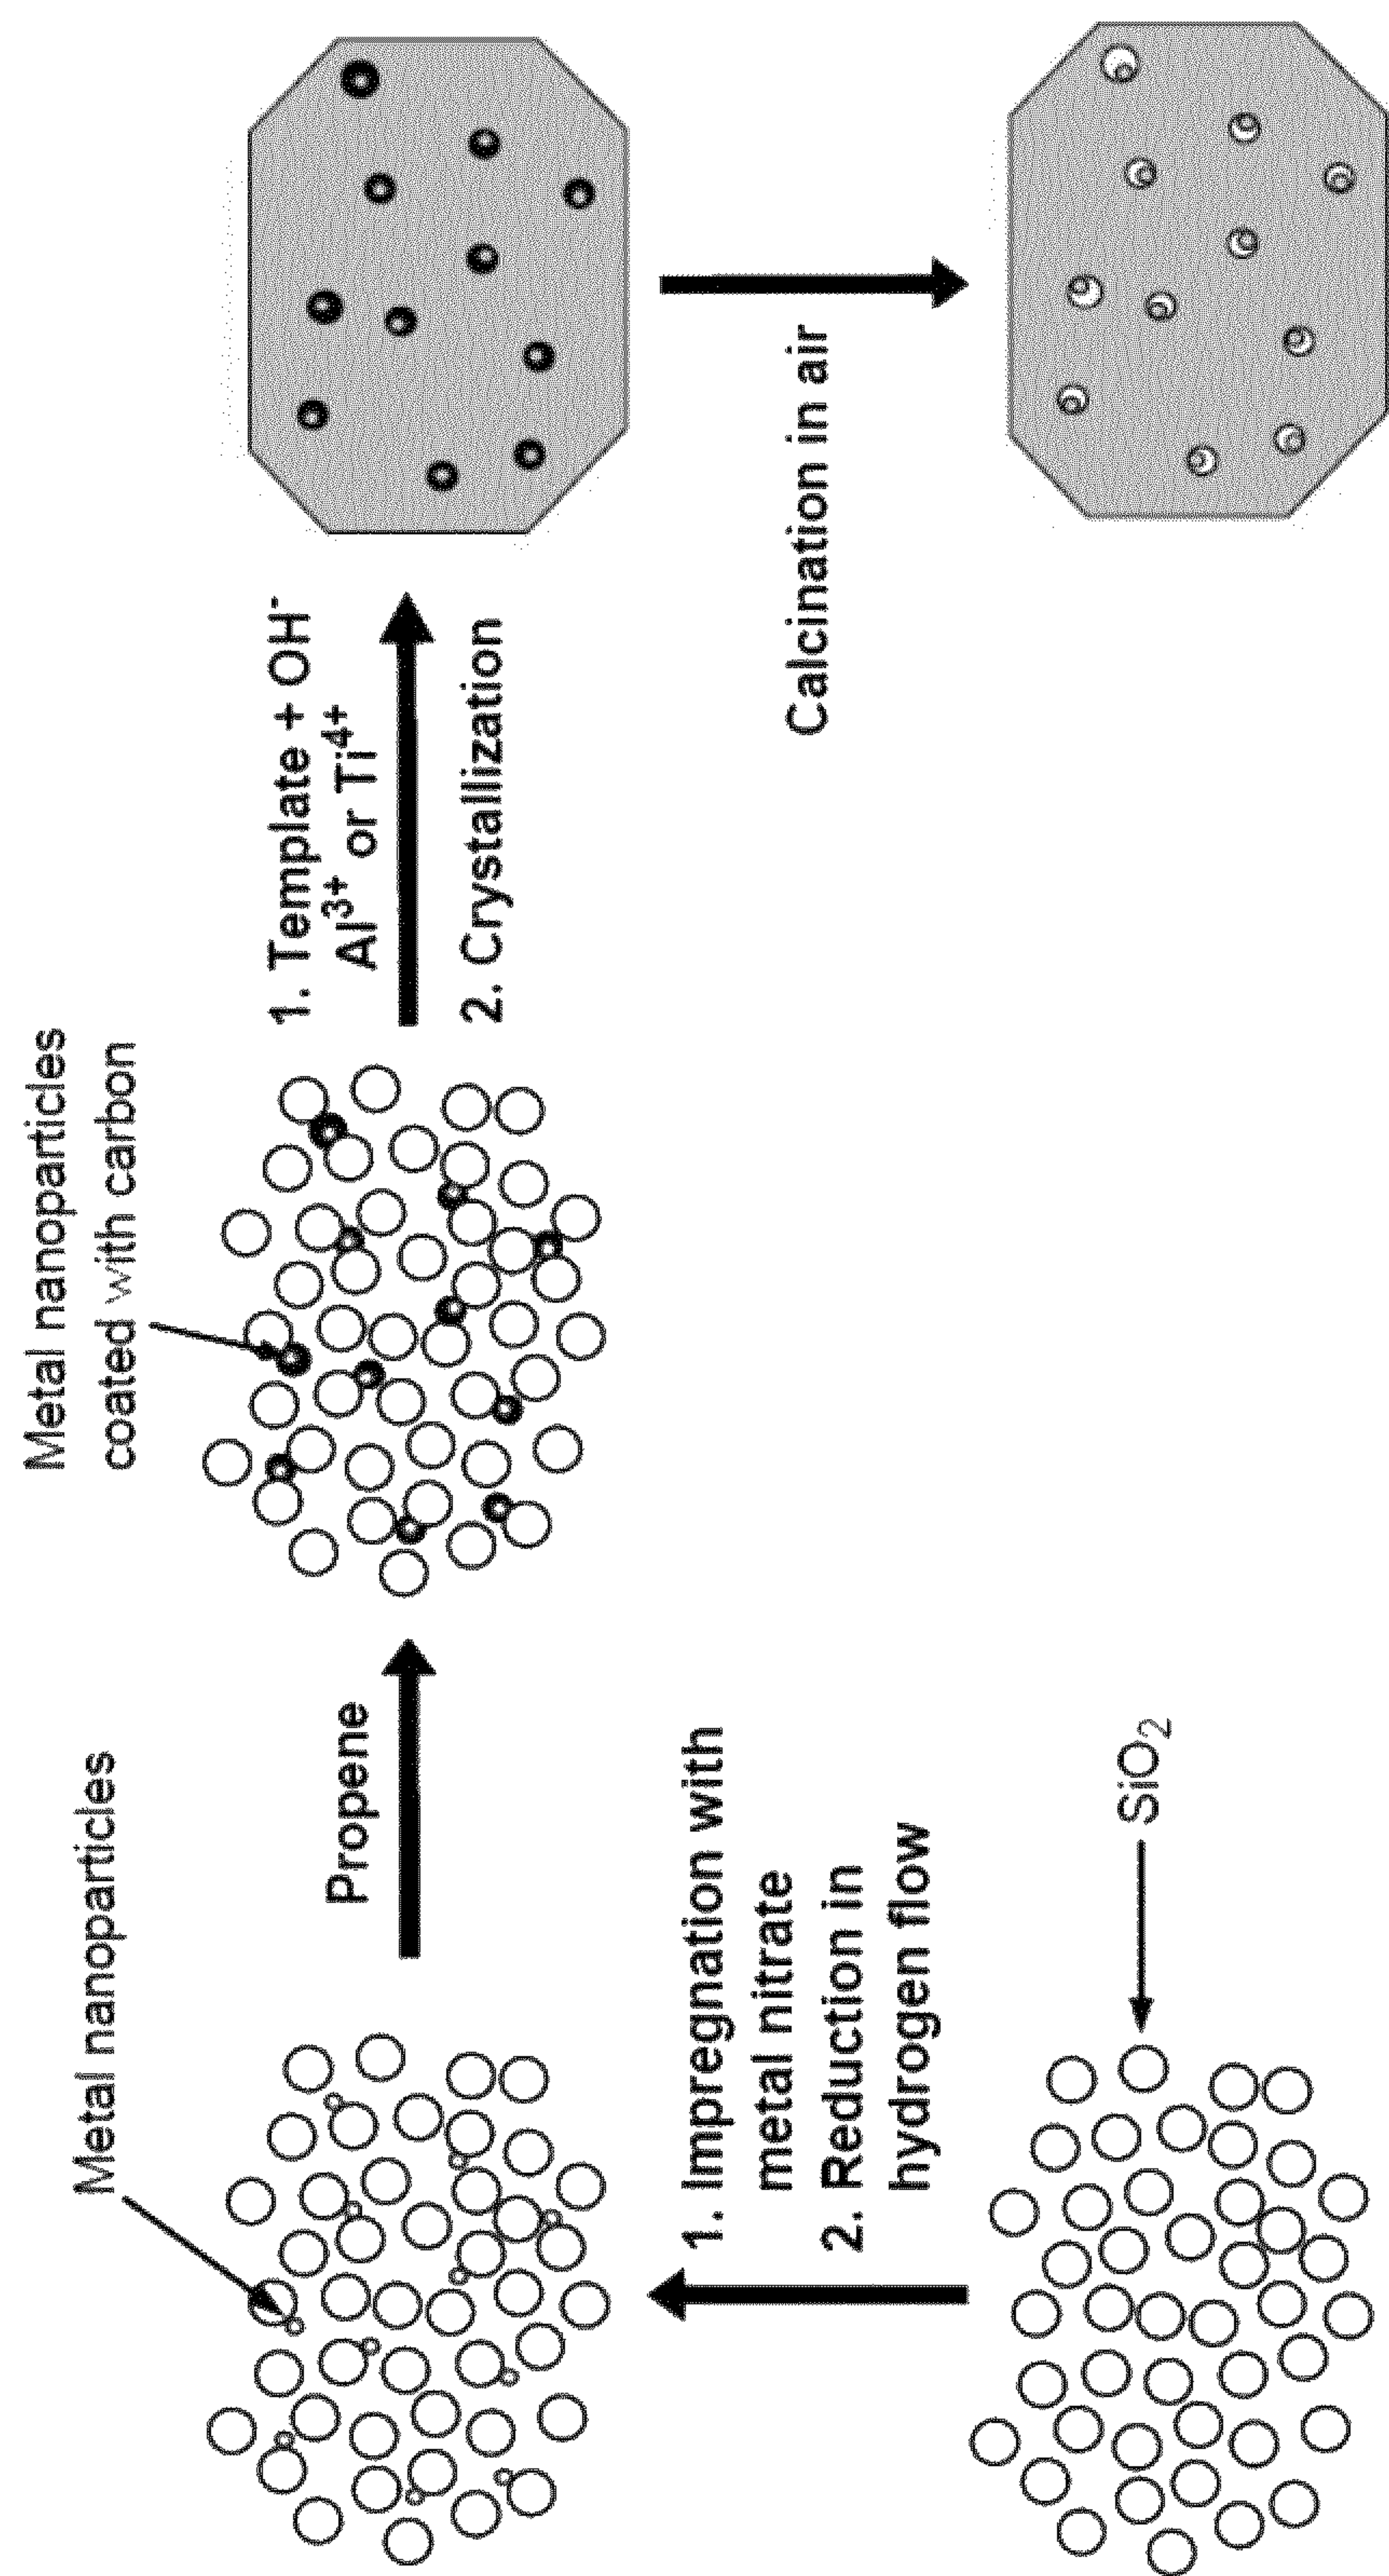 SiO2
1. Impregnation with
metal nitrate
2. Reduction in
hydrogen flow
Metal nanoparticles
Propene
Metal nanoparticles
coated with carbon
1. Template + OH-
Al3+ or Ti4+
2. Crystallization
Calcination in air